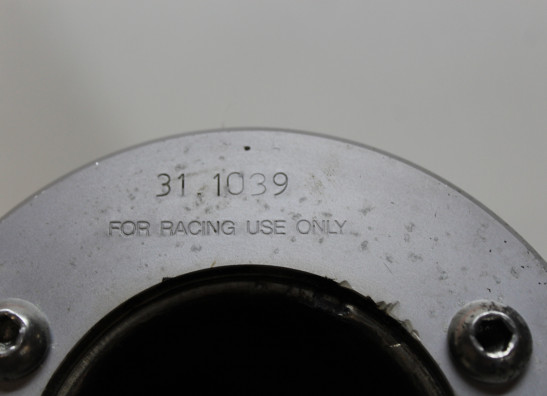 31.1039
FOR RACING USE ONLY